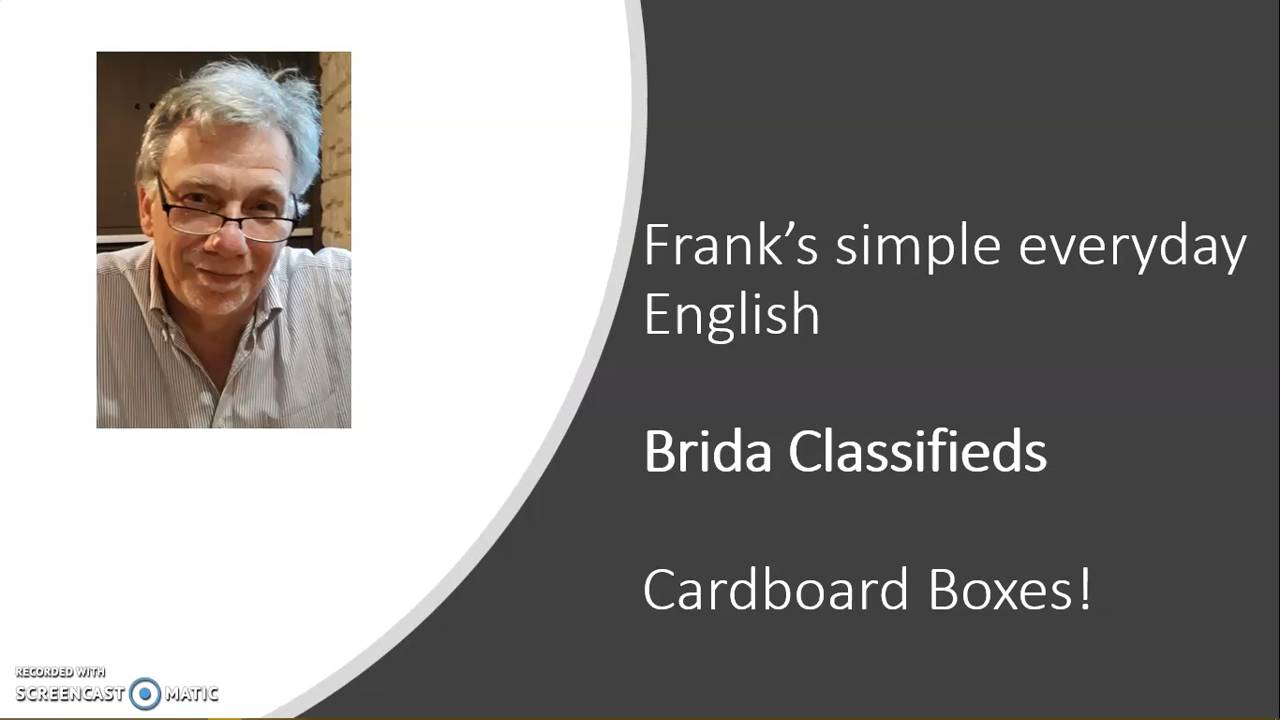 Frank’s simple everyday
English
Brida Classifieds
Cardboard Boxes!
RECORDED WITH
SCREENCAST MATIC